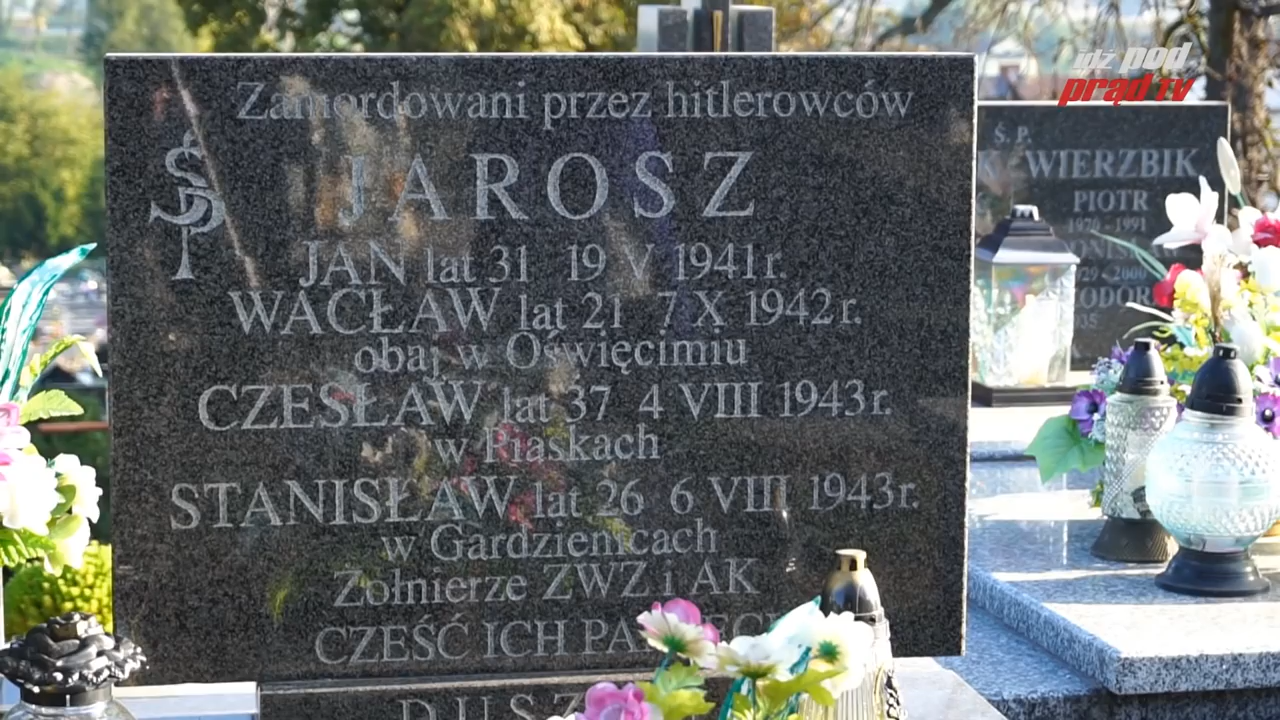 idź pod
prąd TV
Zamordowani przez hitlerowców
ŚP
JAROSZ
JAN lat 31 19 V 1941r.
WACŁAW lat 21 7 X 1942r.
obaj w Oświęcimiu
CZESŁAW lat 37 4 VIII 1943r.
w Piaskach
STANISŁAW lat 26 6 VIII 1943r.
w Gardzienicach
Żołnierze ZWZ i AK
CZEŚĆ ICH
Ś.P.
WIERZBIK
PIOTR
1970 - 1991